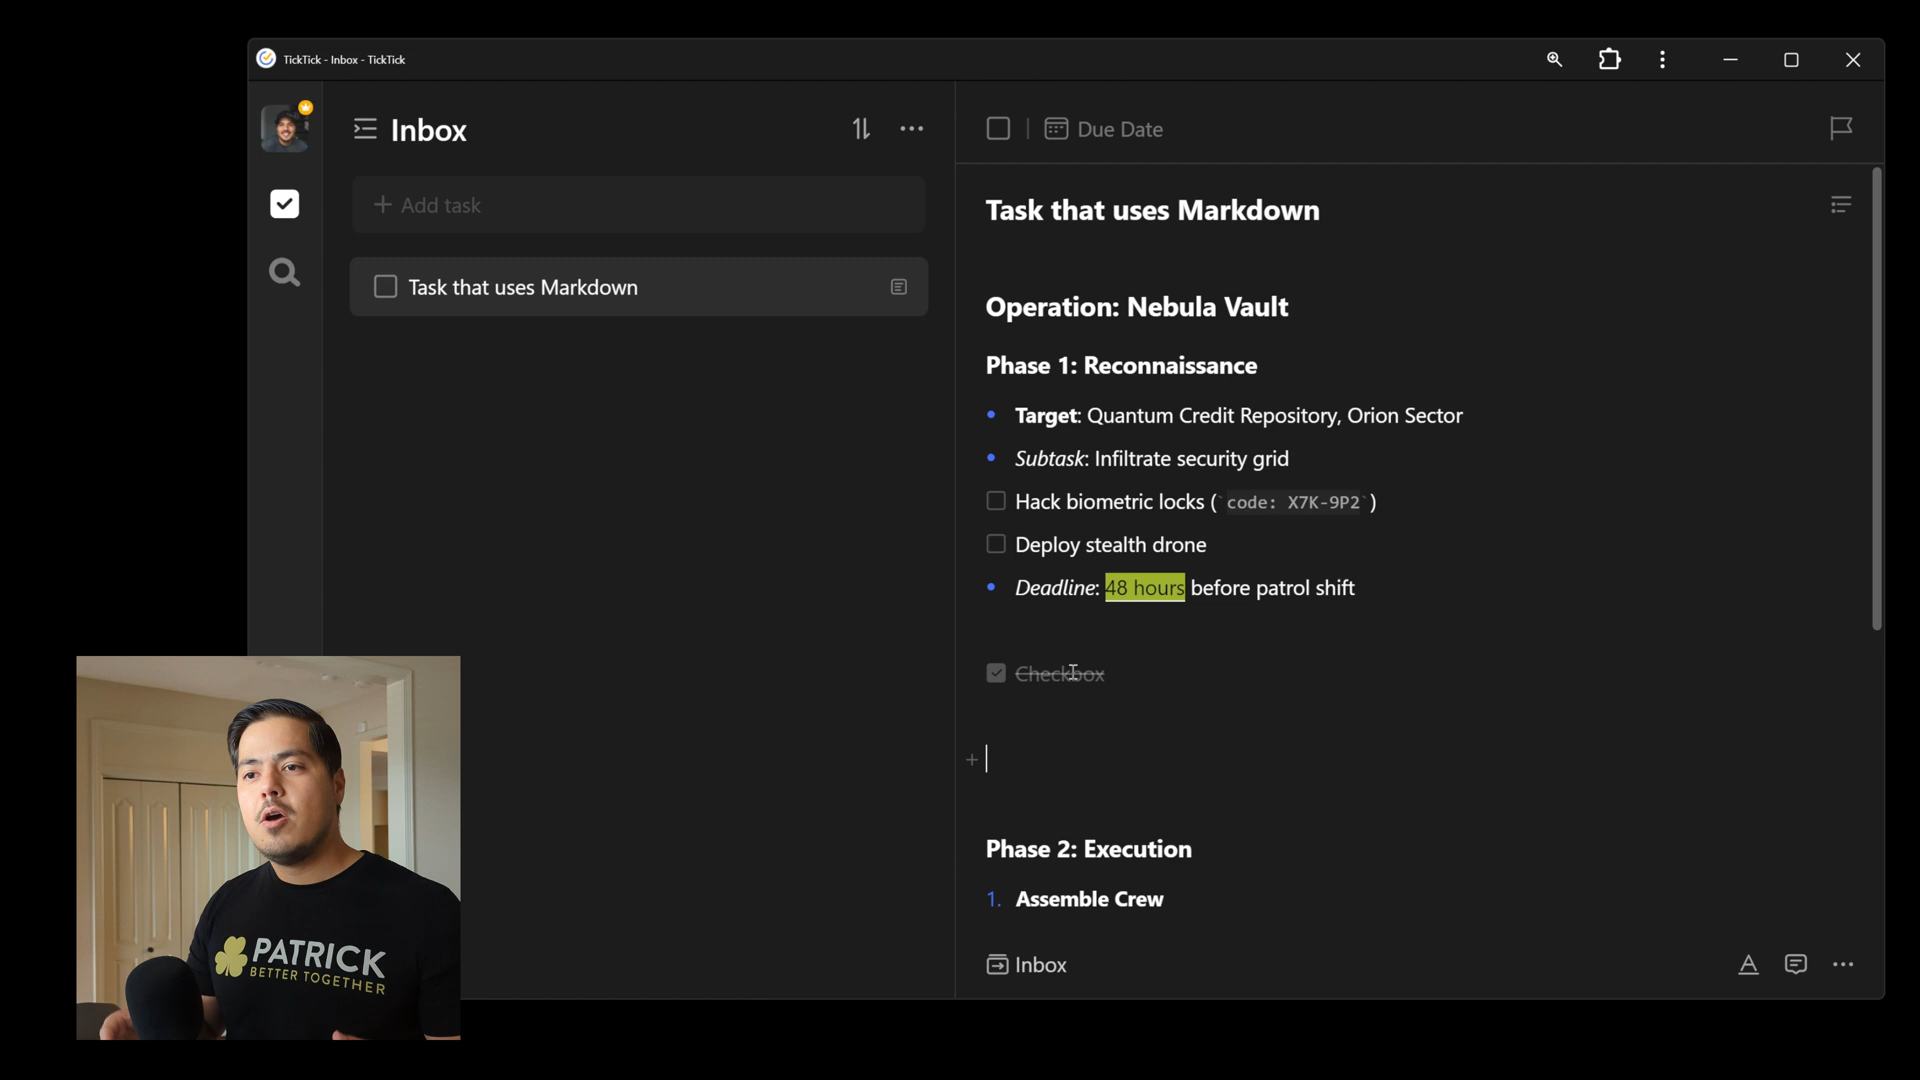 TickTick - Inbox - TickTick
Inbox
Due Date
+ Add task
Task that uses Markdown
Task that uses Markdown
Operation: Nebula Vault
Phase 1: Reconnaissance
• Target: Quantum Credit Repository, Orion Sector
• Subtask: Infiltrate security grid
Hack biometric locks (`code: X7K-9P2`)
Deploy stealth drone
• Deadline: 48 hours before patrol shift
Checkbox
+
Phase 2: Execution
1. Assemble Crew
Inbox
PATRICK
BETTER TOGETHER